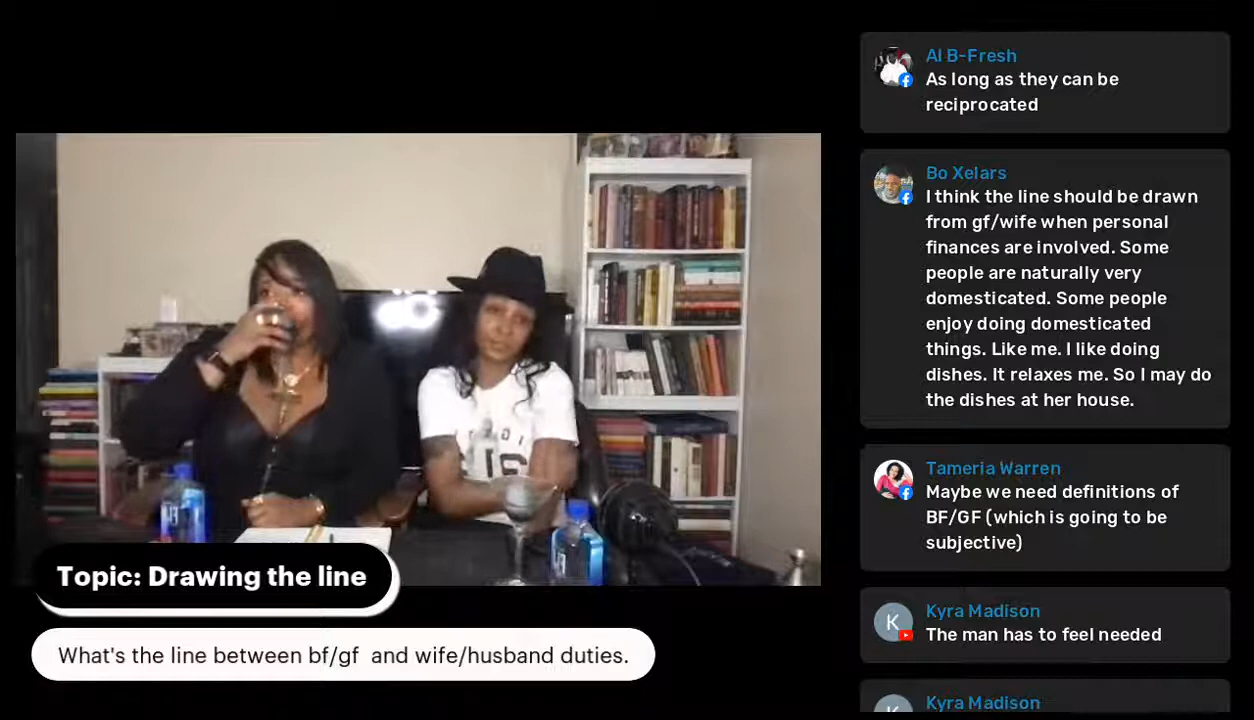 Topic: Drawing the line
What's the line between bf/gf and wife/husband duties.
Al B-Fresh
As long as they can be
reciprocated
Bo Xelars
I think the line should be drawn
from gf/wife when personal
finances are involved. Some
people are naturally very
domesticated. Some people
enjoy doing domesticated
things. Like me. I like doing
dishes. It relaxes me. So I may do
the dishes at her house.
Tameria Warren
Maybe we need definitions of
BF/GF (which is going to be
subjective)
K
Kyra Madison
The man has to feel needed
Kyra Madison